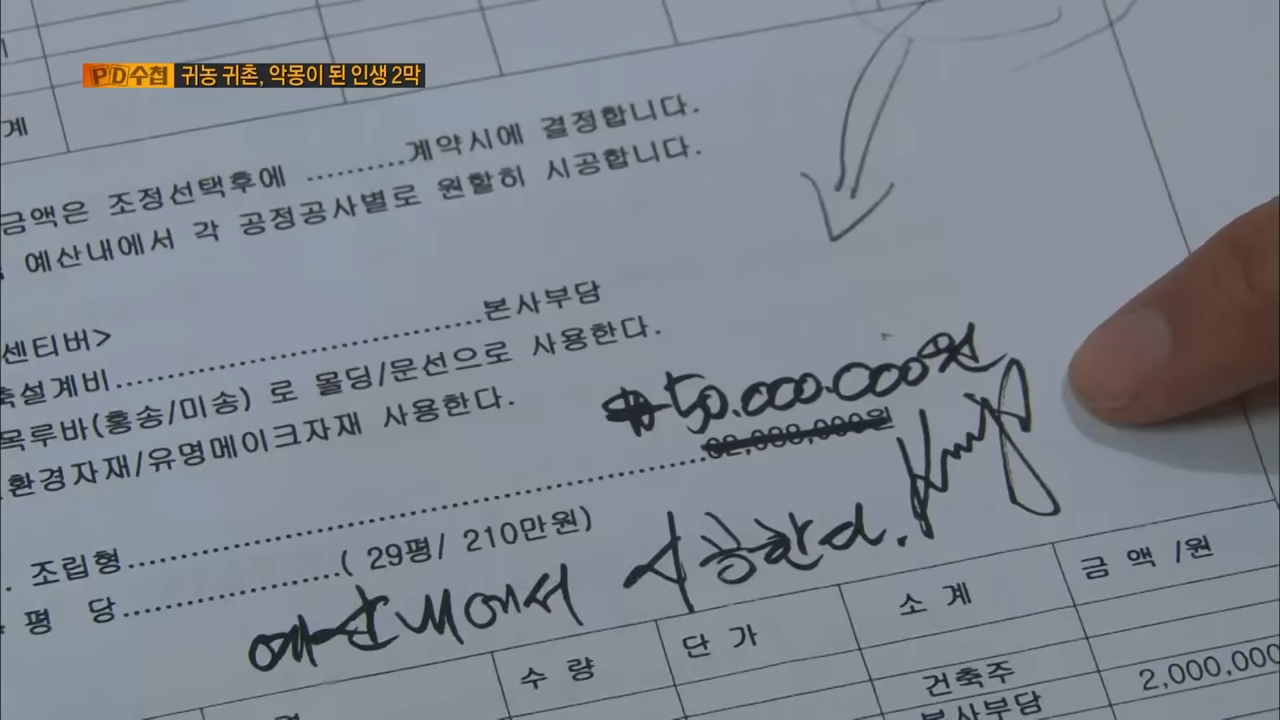 PD수첩 귀농 귀촌, 악몽이 된 인생 2막
계
금액은 조정선택후에 .........계약시에 결정합니다.
예산내에서 각 공정공사별로 원할히 시공합니다.
센티버>
축설계비........................................본사부담
목루바(홍송/미송) 로 몰딩/문선으로 사용한다.
환경자재/유명메이크자재 사용한다.
₩50.000.000원
조립형
평 당........................( 29평/ 210만원)
예산내에서 시공한다.
수 량 단 가 소 계 금 액 /원
건축주 2,000,000
본사부담